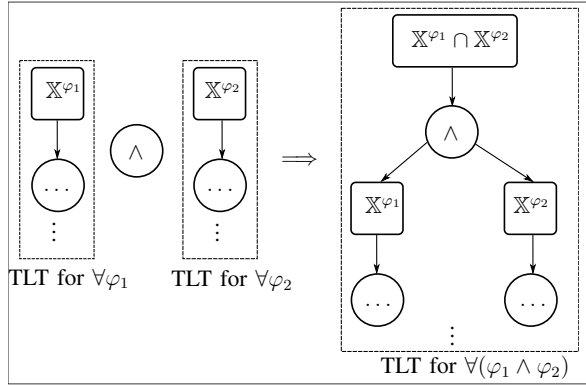 𝕏^φ₁
∧
𝕏^φ₂
⟹
...
...
⋮
⋮
TLT for ∀φ₁
TLT for ∀φ₂
𝕏^φ₁ ∩ 𝕏^φ₂
∧
𝕏^φ₁
𝕏^φ₂
...
...
⋮
TLT for ∀(φ₁ ∧ φ₂)